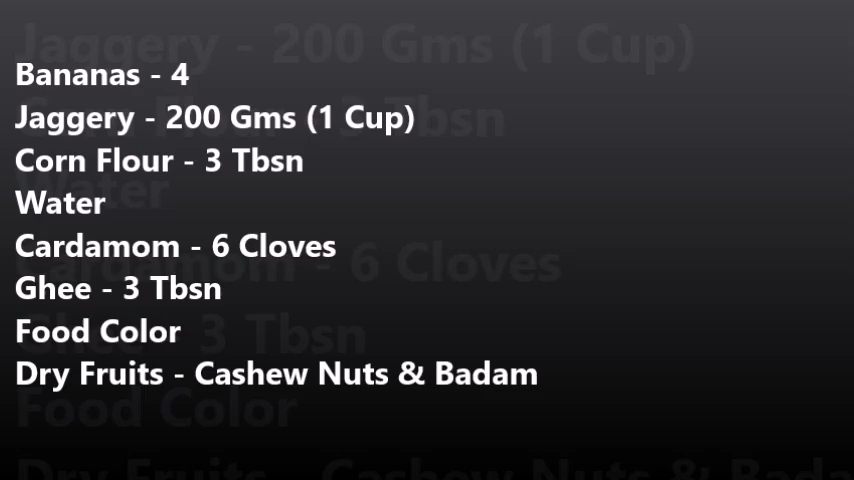 Bananas - 4
Jaggery - 200 Gms (1 Cup)
Corn Flour - 3 Tbsn
Water
Cardamom - 6 Cloves
Ghee - 3 Tbsn
Food Color
Dry Fruits - Cashew Nuts & Badam